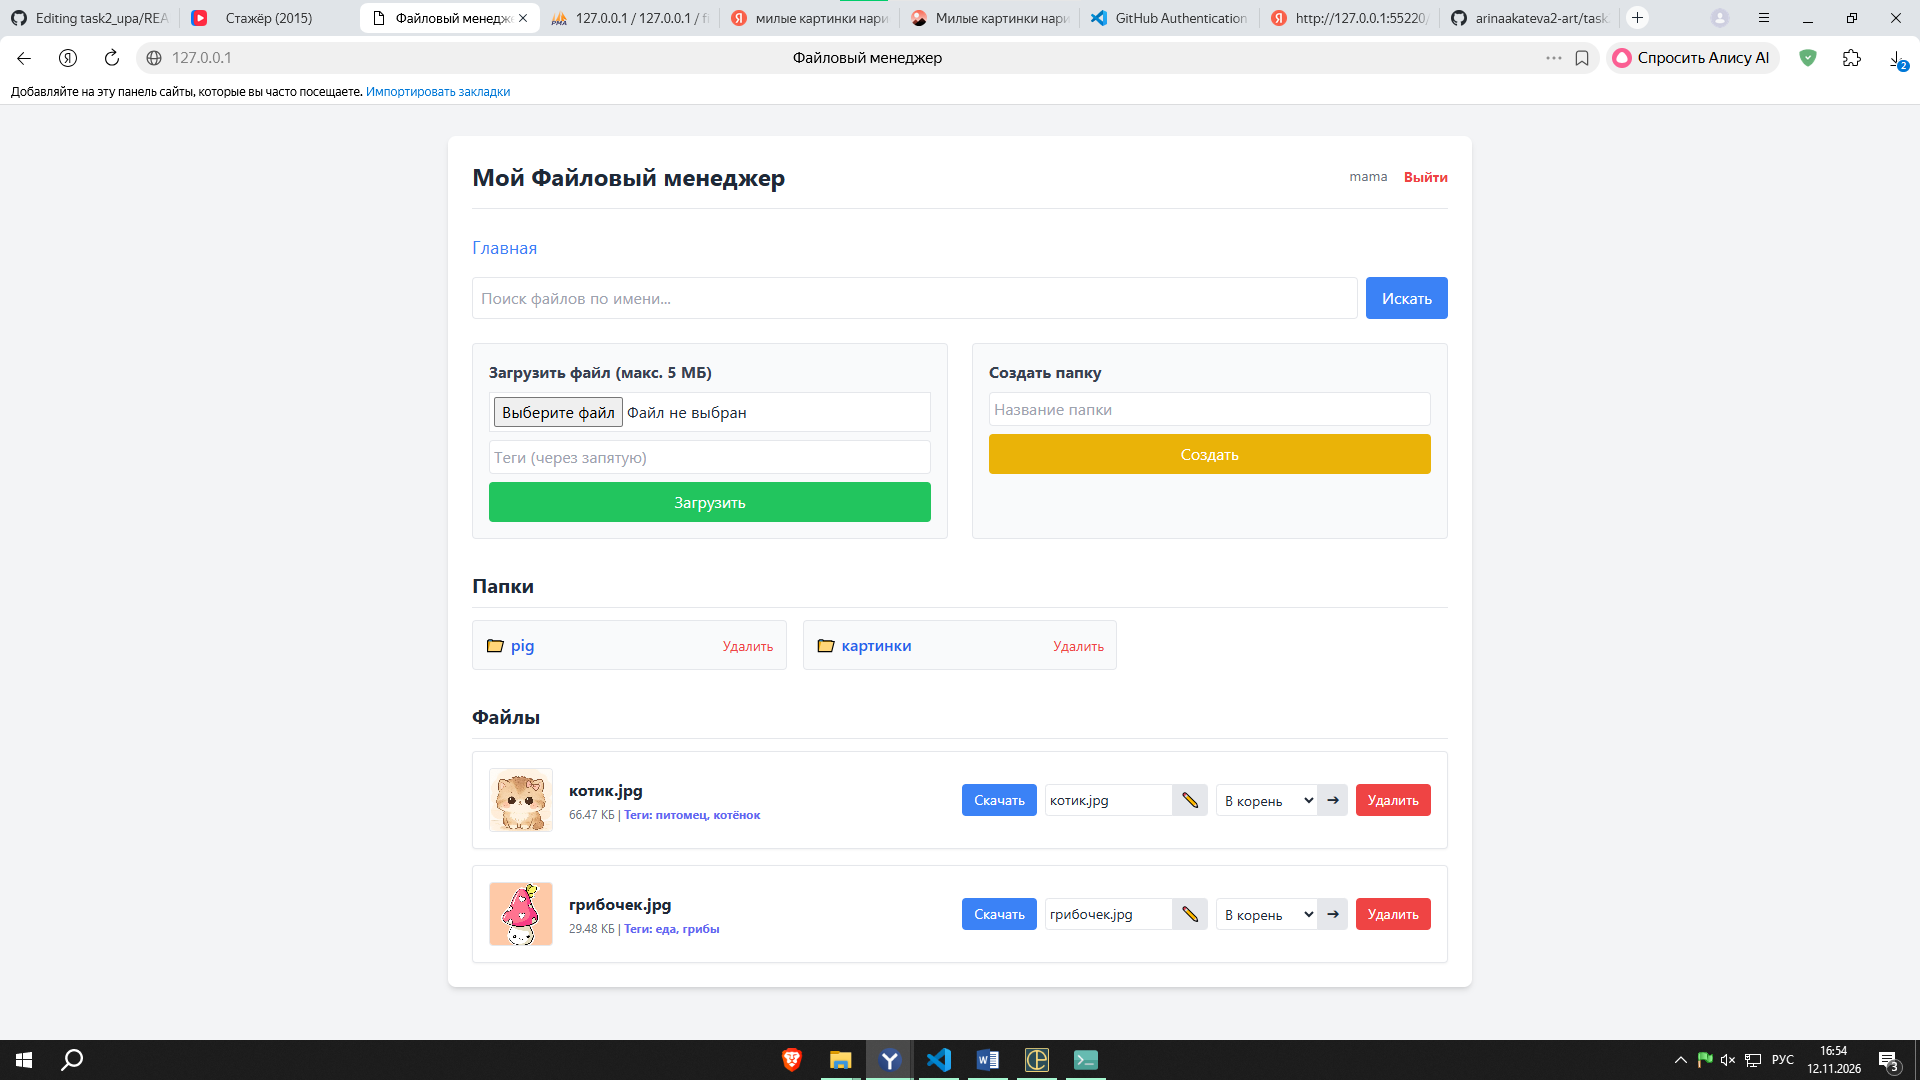 Editing task2_upa/REA
Стажёр (2015)
Файловый менедже
127.0.0.1 / 127.0.0.1 / f
милые картинки нари
Милые картинки нари
GitHub Authentication
http://127.0.0.1:55220/
arinaakateva2-art/task
127.0.0.1
Файловый менеджер
Спросить Алису AI
2
Добавляйте на эту панель сайты, которые вы часто посещаете. Импортировать закладки
Мой Файловый менеджер
mama
Выйти
Главная
Поиск файлов по имени...
Искать
Загрузить файл (макс. 5 МБ)
Выберите файл Файл не выбран
Теги (через запятую)
Загрузить
Создать папку
Название папки
Создать
Папки
pig
Удалить
картинки
Удалить
Файлы
котик.jpg
66.47 КБ | Теги: питомец, котёнок
Скачать
котик.jpg
В корень
Удалить
грибочек.jpg
29.48 КБ | Теги: еда, грибы
Скачать
грибочек.jpg
В корень
Удалить
РУС
16:54
12.11.2026
3